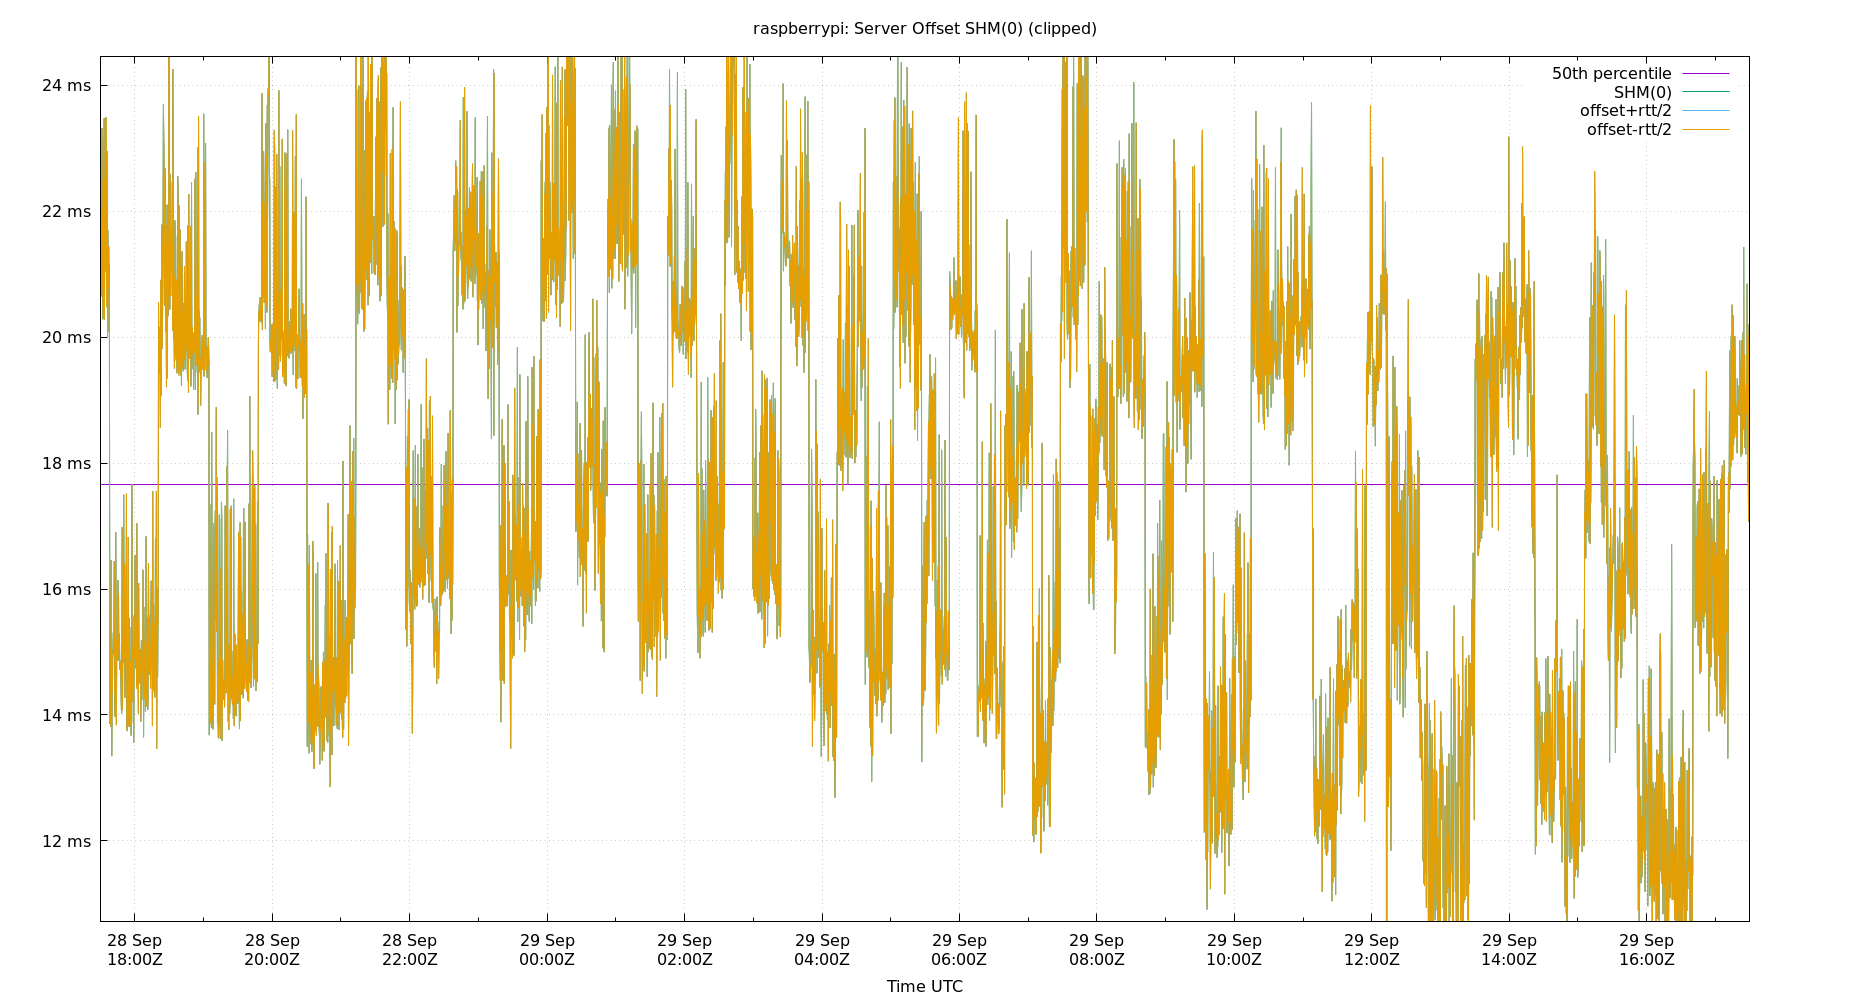 raspberrypi: Server Offset SHM(0) (clipped)
50th percentile
SHM(0)
offset+rtt/2
offset-rtt/2
24 ms
22 ms
20 ms
18 ms
16 ms
14 ms
12 ms
28 Sep 28 Sep 28 Sep 29 Sep 29 Sep 29 Sep 29 Sep 29 Sep 29 Sep 29 Sep 29 Sep 29 Sep
18:00Z 20:00Z 22:00Z 00:00Z 02:00Z 04:00Z 06:00Z 08:00Z 10:00Z 12:00Z 14:00Z 16:00Z
Time UTC